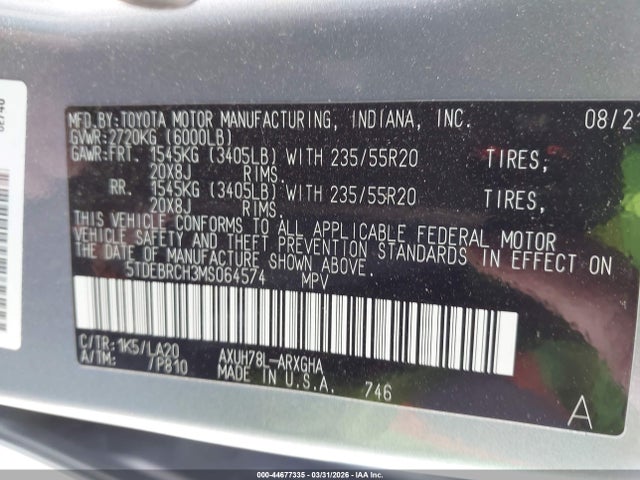 MFD.BY:TOYOTA MOTOR MANUFACTURING, INDIANA, INC. 08/21
GVWR:2720KG (6000LB)
GAWR:FRT. 1545KG (3405LB) WITH 235/55R20 TIRES,
20X8J RIMS.
RR. 1545KG (3405LB) WITH 235/55R20 TIRES,
20X8J RIMS.
THIS VEHICLE CONFORMS TO ALL APPLICABLE FEDERAL MOTOR
VEHICLE SAFETY AND THEFT PREVENTION STANDARDS IN EFFECT ON
THE DATE OF MANUFACTURE SHOWN ABOVE.
5TDEBRCH3MS064574 MPV
C/TR:1K5/LA20 AXUH78L-ARXGHA
A/TM: /P810 MADE IN U.S.A. 746
A
000-44677335 - 03/31/2026 - IAA Inc.